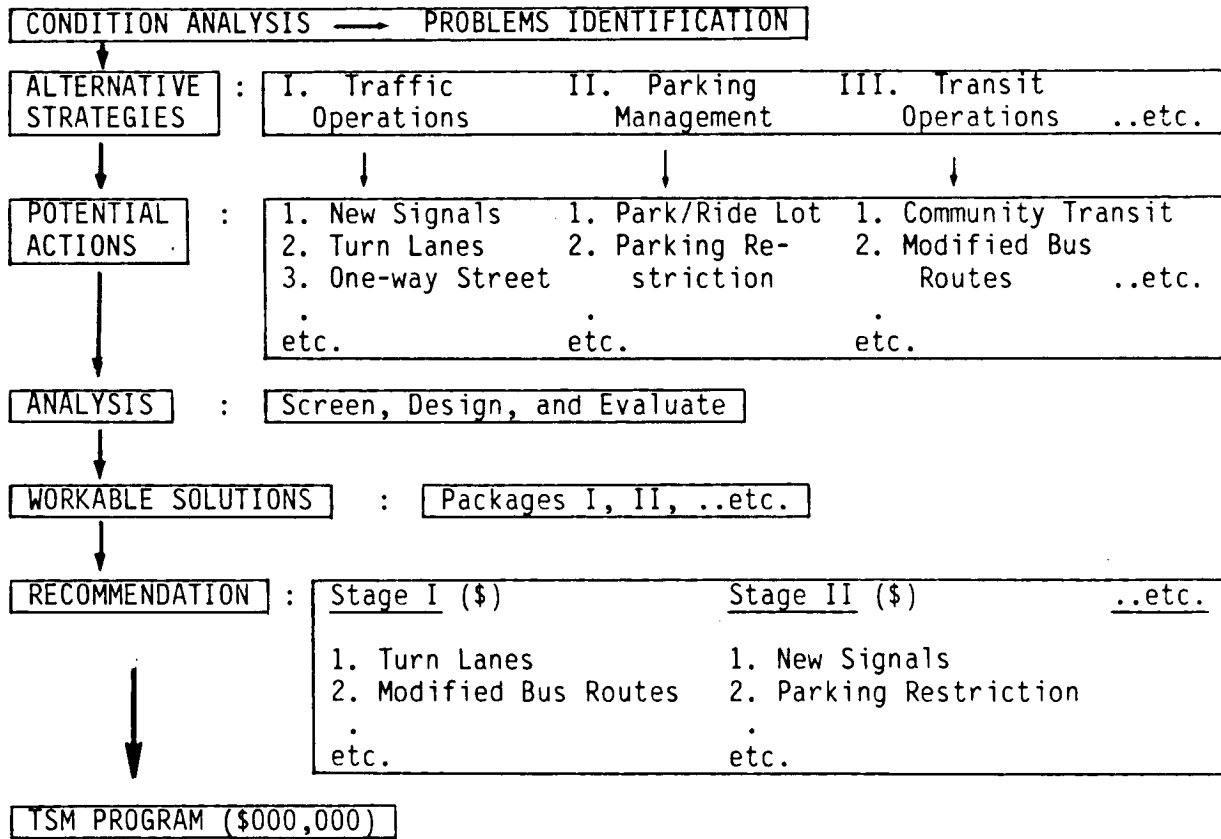 CONDITION ANALYSIS → PROBLEMS IDENTIFICATION
ALTERNATIVE STRATEGIES : I. Traffic Operations II. Parking Management III. Transit Operations ..etc.
POTENTIAL ACTIONS :
1. New Signals 1. Park/Ride Lot 1. Community Transit
2. Turn Lanes 2. Parking Re- 2. Modified Bus
3. One-way Street striction Routes ..etc.
. . .
etc. etc. etc.
ANALYSIS : Screen, Design, and Evaluate
WORKABLE SOLUTIONS : Packages I, II, ..etc.
RECOMMENDATION : Stage I ($) Stage II ($) ..etc.
1. Turn Lanes 1. New Signals
2. Modified Bus Routes 2. Parking Restriction
. .
etc. etc.
TSM PROGRAM ($000,000)